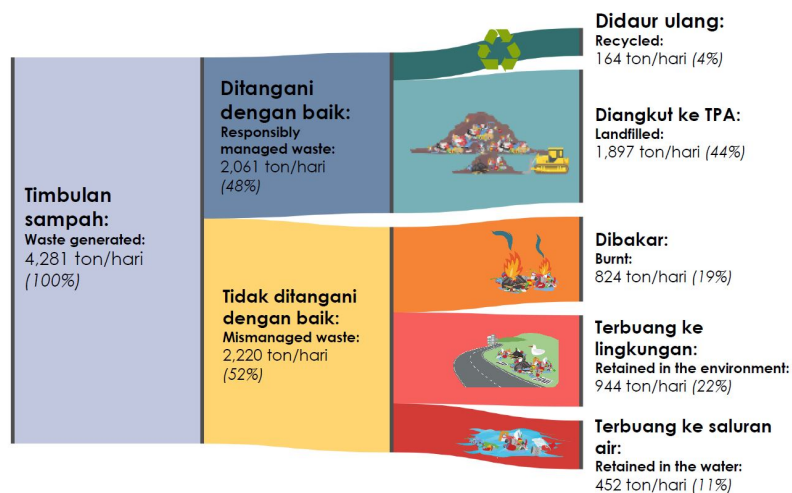 Timbulan
sampah:
Waste generated:
4,281 ton/hari
(100%)
Ditangani
dengan baik:
Responsibly
managed waste:
2,061 ton/hari
(48%)
Tidak ditangani
dengan baik:
Mismanaged waste:
2,220 ton/hari
(52%)
Didaur ulang:
Recycled:
164 ton/hari (4%)
Diangkut ke TPA:
Landfilled:
1,897 ton/hari (44%)
Dibakar:
Burnt:
824 ton/hari (19%)
Terbuang ke
lingkungan:
Retained in the environment:
944 ton/hari (22%)
Terbuang ke saluran
air:
Retained in the water:
452 ton/hari (11%)